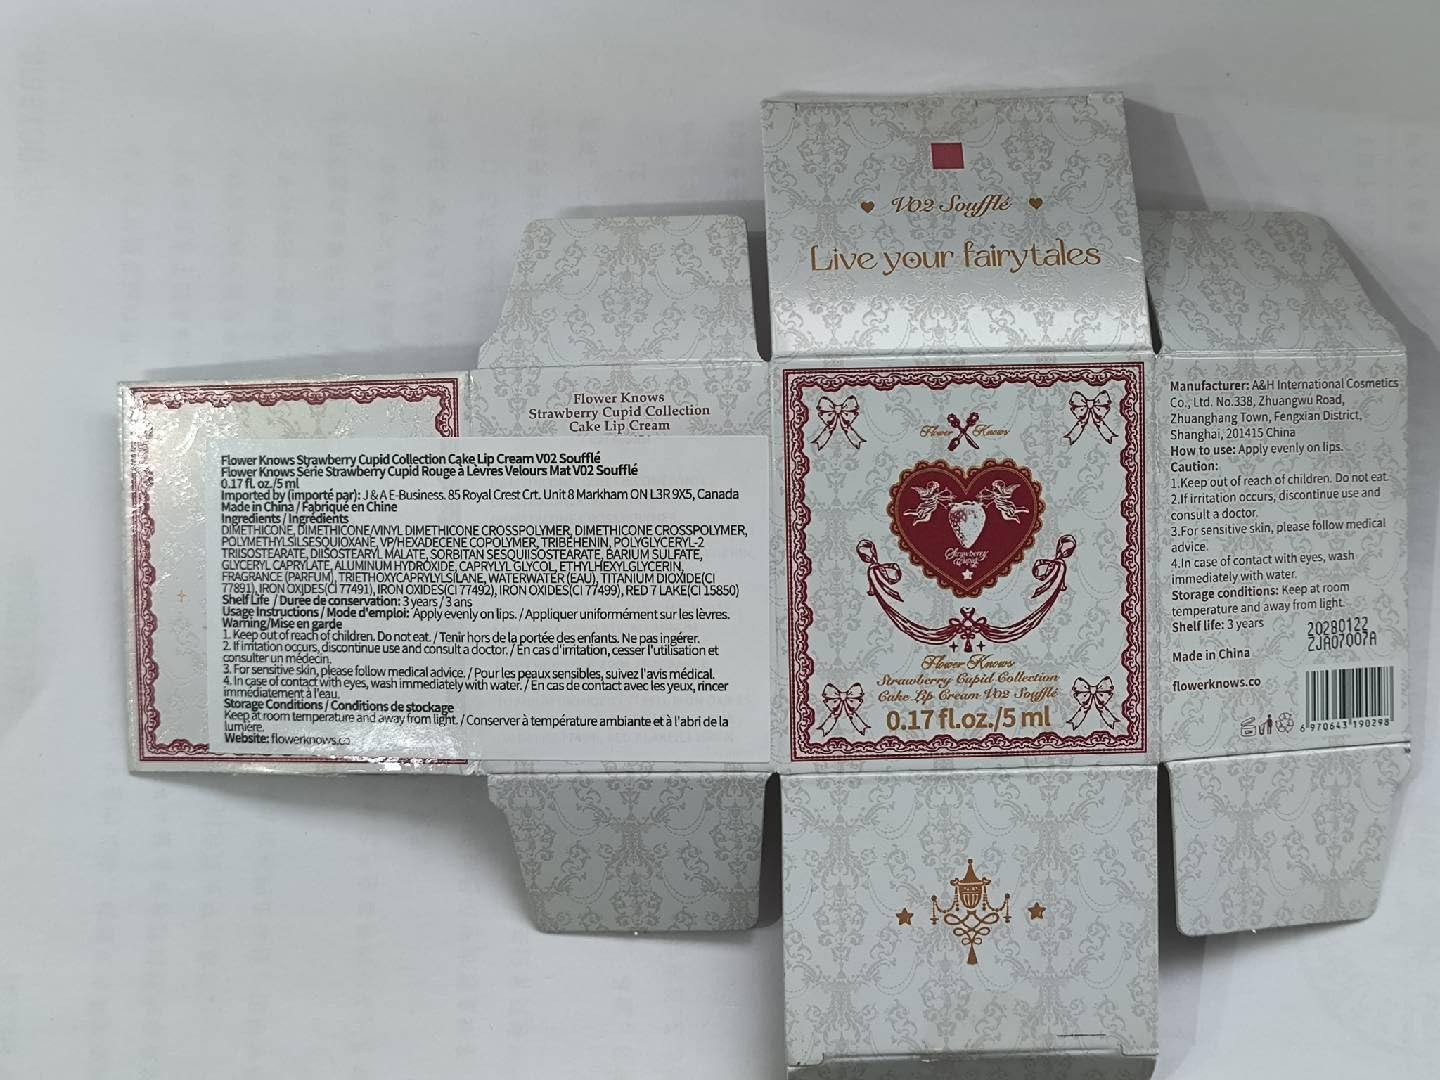 V02 Soufflé
Live your fairytales
Flower Knows
Strawberry Cupid Collection
Cake Lip Cream
Flower Knows Strawberry Cupid Collection Cake Lip Cream V02 Soufflé
Flower Knows Série Strawberry Cupid Rouge à Lèvres Velours Mat V02 Soufflé
0.17 fl. oz./5 ml
Imported by (importé par): J & A E-Business. 85 Royal Crest Crt. Unit 8 Markham ON L3R 9X5, Canada
Made in China / Fabriqué en Chine
Ingredients / Ingrédients
DIMETHICONE, DIMETHICONE/VINYL DIMETHICONE CROSSPOLYMER, DIMETHICONE CROSSPOLYMER,
POLYMETHYLSILSESQUIOXANE, VP/HEXADECENE COPOLYMER, TRIBEHENIN, POLYGLYCERYL-2
TRIISOSTEARATE, DIISOSTEARYL MALATE, SORBITAN SESQUIISOSTEARATE, BARIUM SULFATE,
GLYCERYL CAPRYLATE, ALUMINUM HYDROXIDE, CAPRYLYL GLYCOL, ETHYLHEXYLGLYCERIN,
FRAGRANCE (PARFUM), TRIETHOXYCAPRYLYLSILANE, WATERWATER (EAU), TITANIUM DIOXIDE(CI
77891), IRON OXIDES(CI 77491), IRON OXIDES(CI 77492), IRON OXIDES(CI 77499), RED 7 LAKE(CI 15850)
Shelf Life / Durée de conservation: 3 years / 3 ans
Usage Instructions / Mode d'emploi: Apply evenly on lips. / Appliquer uniformément sur les lèvres.
Warning/Mise en garde
1. Keep out of reach of children. Do not eat. / Tenir hors de la portée des enfants. Ne pas ingérer.
2. If irritation occurs, discontinue use and consult a doctor. / En cas d'irritation, cesser l'utilisation et
consulter un médecin.
3. For sensitive skin, please follow medical advice. / Pour les peaux sensibles, suivez l'avis médical.
4. In case of contact with eyes, wash immediately with water. / En cas de contact avec les yeux, rincer
immédiatement à l'eau.
Storage Conditions / Conditions de stockage
Keep at room temperature and away from light. / Conserver à température ambiante et à l'abri de la
lumière.
Website: flowerknows.co
Flower Knows
Strawberry
Cupid
Flower Knows
Strawberry Cupid Collection
Cake Lip Cream V02 Soufflé
0.17 fl.oz./5 ml
Manufacturer: A&H International Cosmetics
Co., Ltd. No.338, Zhuangwu Road,
Zhuanghang Town, Fengxian District,
Shanghai, 201415 China
How to use: Apply evenly on lips.
Caution:
1.Keep out of reach of children. Do not eat.
2.If irritation occurs, discontinue use and
consult a doctor.
3.For sensitive skin, please follow medical
advice.
4.In case of contact with eyes, wash
immediately with water.
Storage conditions: Keep at room
temperature and away from light.
Shelf life: 3 years
20280122
2JA07007A
Made in China
flowerknows.co
6 970643 190298